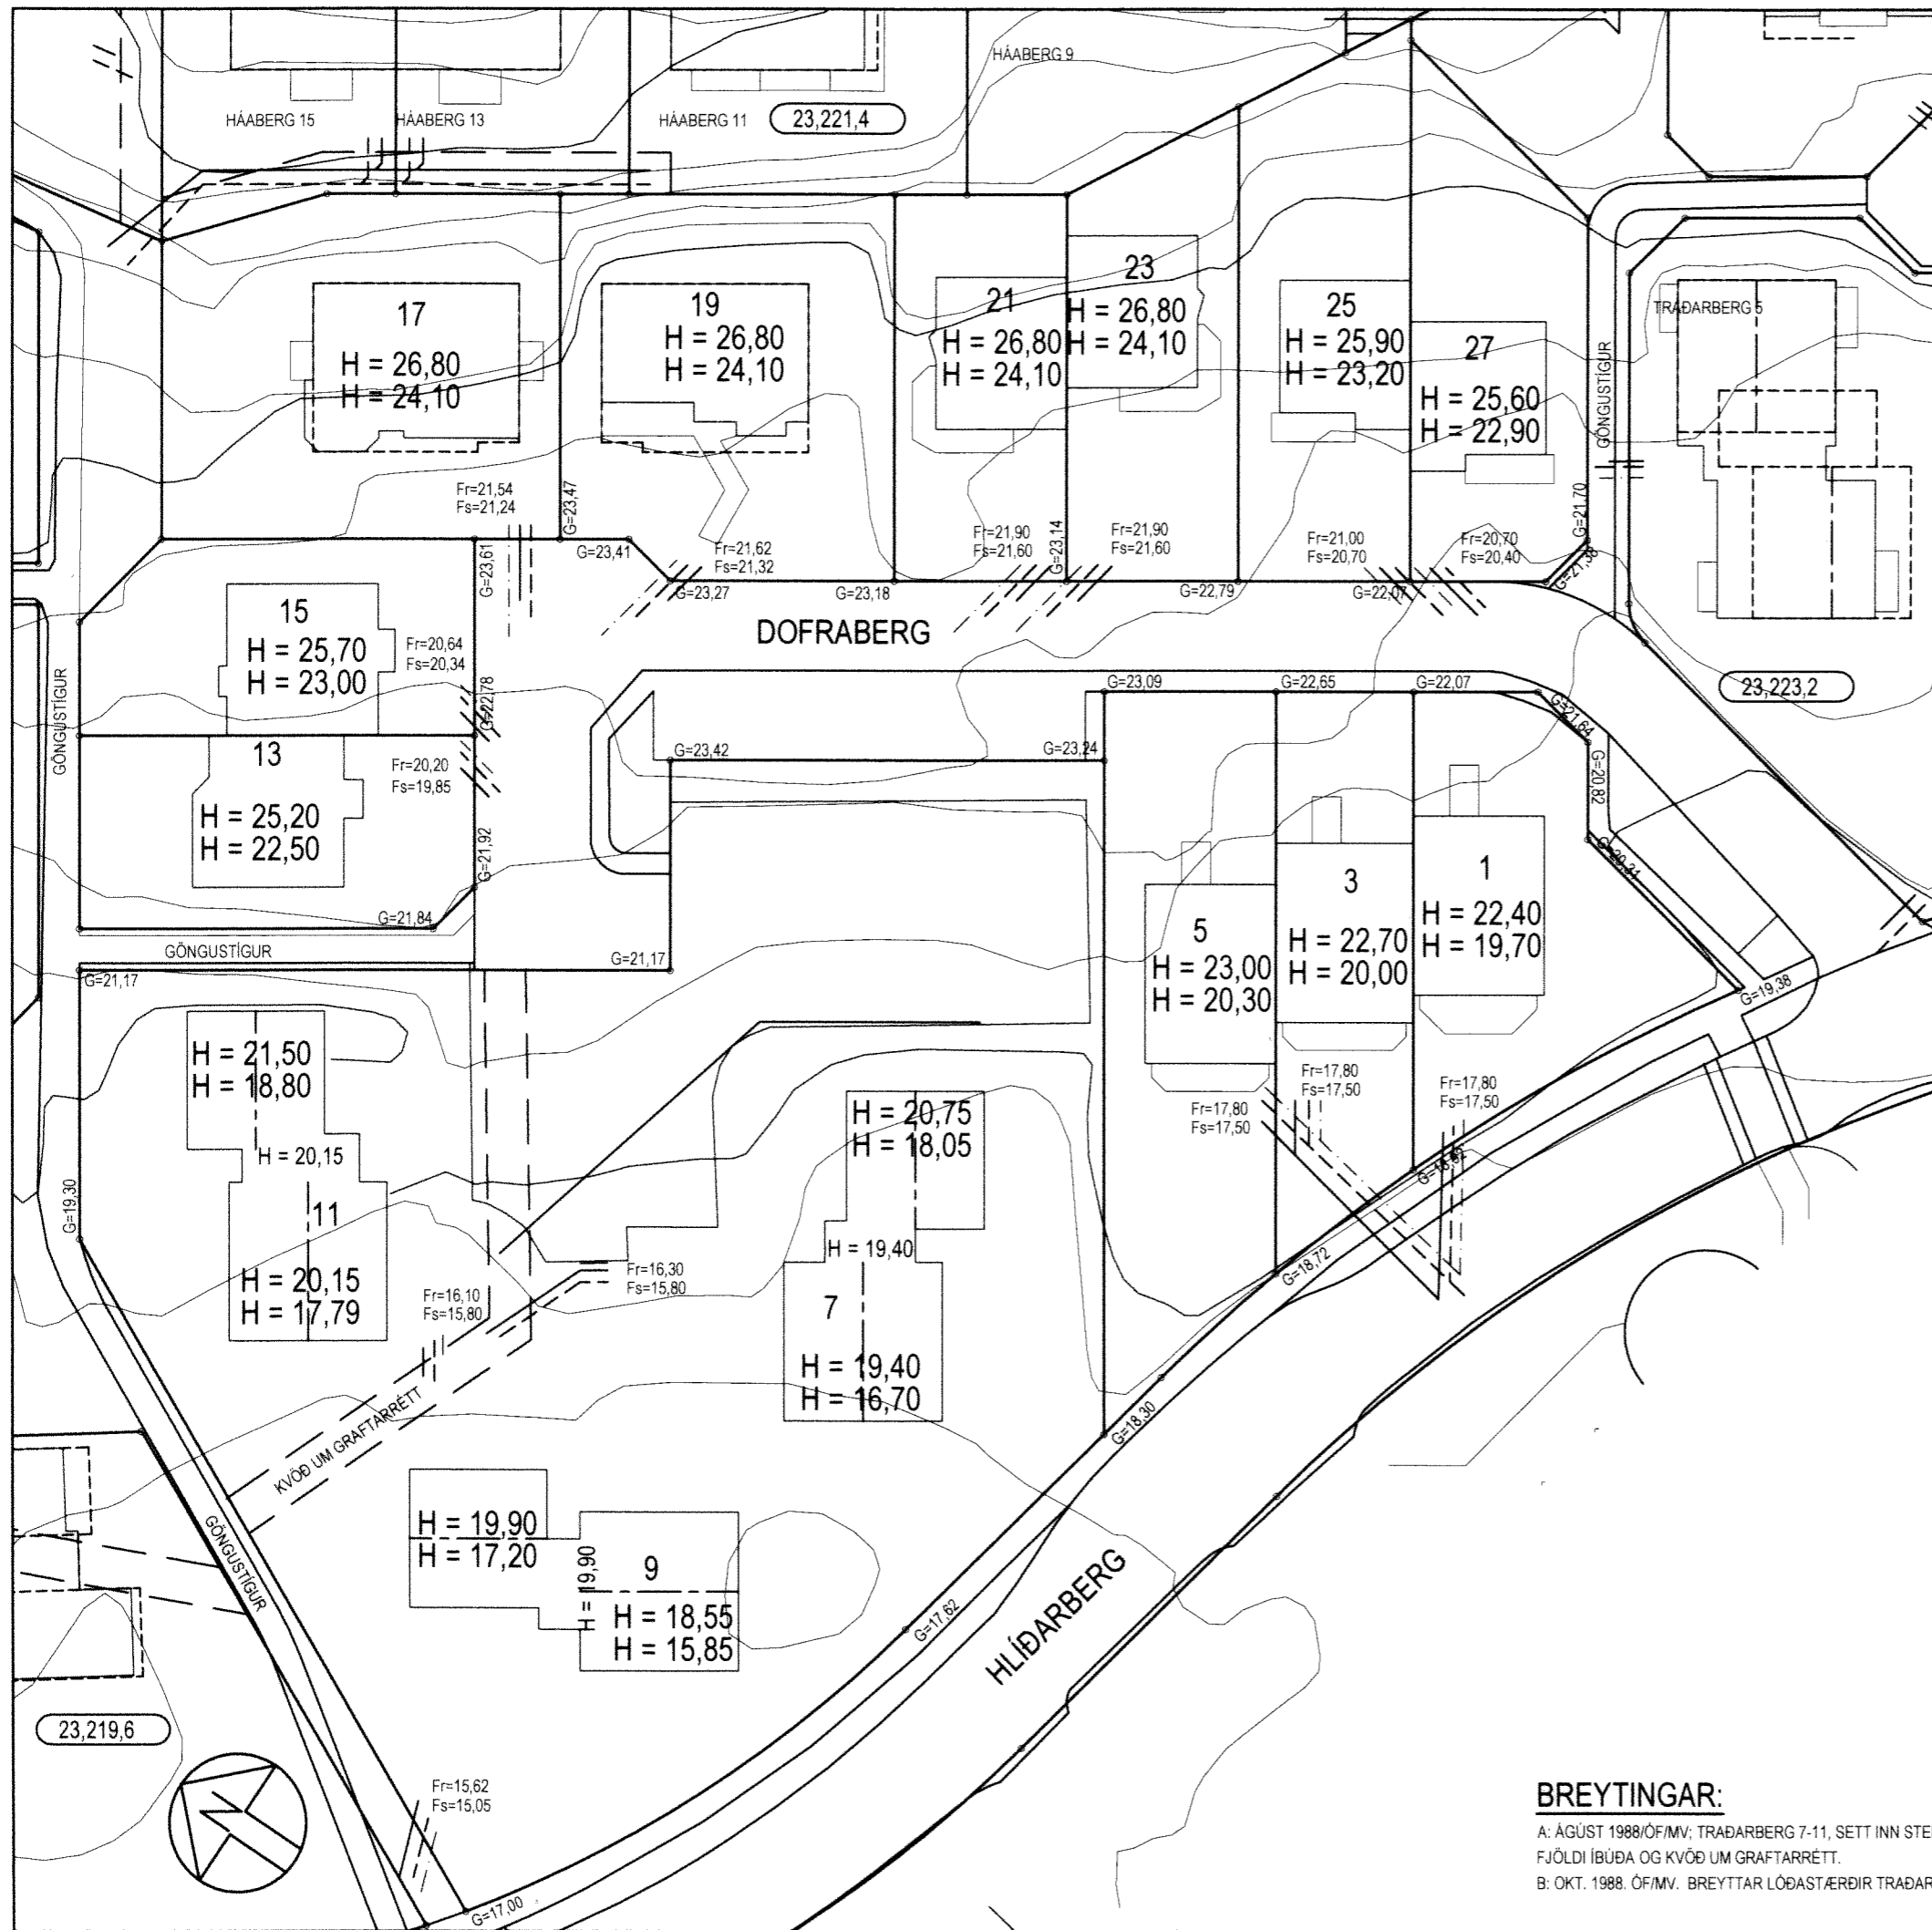 HÁABERG 9
HÁABERG 15
HÁABERG 13
HÁABERG 11
23,221,4
17
H = 26,80
H = 24,10
19
H = 26,80
H = 24,10
21
H = 26,80
H = 24,10
23
H = 26,80
H = 24,10
25
H = 25,90
H = 23,20
27
H = 25,60
H = 22,90
GÖNGUSTÍGUR
TRAÐARBERG 5
Fr=21,54
Fs=21,24
G=23,47
G=23,61
G=23,41
Fr=21,62
Fs=21,32
G=23,27
G=23,18
Fr=21,90
Fs=21,60
G=23,14
Fr=21,90
Fs=21,60
G=22,79
Fr=21,00
Fs=20,70
G=22,07
Fr=20,70
Fs=20,40
G=21,70
G=21,38
DOFRABERG
15
H = 25,70
H = 23,00
Fr=20,64
Fs=20,34
G=22,78
GÖNGUSTÍGUR
13
H = 25,20
H = 22,50
Fr=20,20
Fs=19,85
G=21,92
G=21,84
GÖNGUSTÍGUR
G=21,17
G=21,17
G=23,42
G=23,24
G=23,09
G=22,65
G=22,07
G=21,64
G=20,82
G=20,31
23,223,2
5
H = 23,00
H = 20,30
3
H = 22,70
H = 20,00
1
H = 22,40
H = 19,70
G=19,38
Fr=17,80
Fs=17,50
Fr=17,80
Fs=17,50
Fr=17,80
Fs=17,50
G=18,72
G=18,30
H = 21,50
H = 18,80
H = 20,15
11
H = 20,15
H = 17,79
G=19,30
H = 20,75
H = 18,05
H = 19,40
7
H = 19,40
H = 16,70
Fr=16,10
Fs=15,80
Fr=16,30
Fs=15,80
KVÖÐ UM GRAFTARRÉTT
GÖNGUSTÍGUR
H = 19,90
H = 17,20
H = 19,90
9
H = 18,55
H = 15,85
G=17,62
HLÍÐARBERG
23,219,6
Fr=15,62
Fs=15,05
G=17,00
N
BREYTINGAR:
A: ÁGÚST 1988/ÓF/MV; TRAÐARBERG 7-11, SETT INN STE
FJÖLDI ÍBÚÐA OG KVÖÐ UM GRAFTARRÉTT.
B: OKT. 1988. ÓF/MV. BREYTTAR LÓÐASTÆRÐIR TRAÐAR